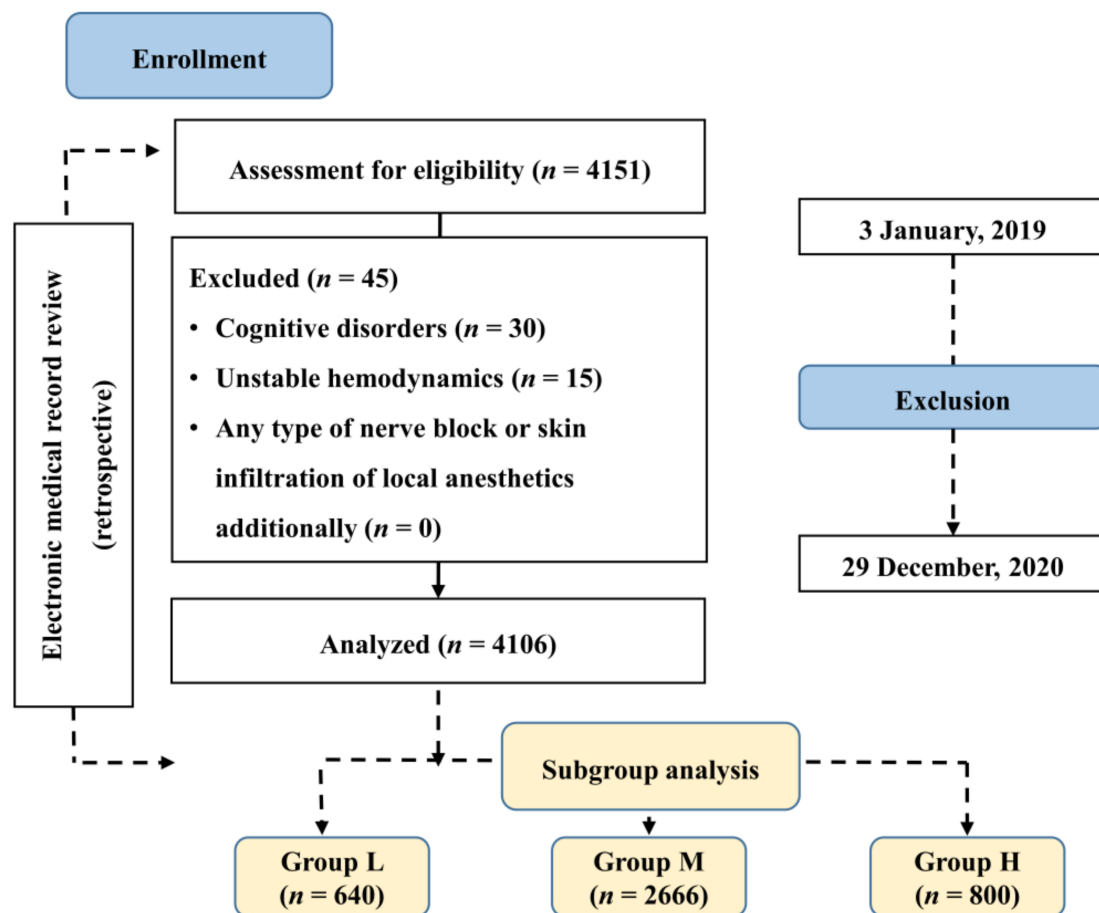 Enrollment
Assessment for eligibility (n = 4151)
Electronic medical record review
(retrospective)
Excluded (n = 45)
• Cognitive disorders (n = 30)
• Unstable hemodynamics (n = 15)
• Any type of nerve block or skin
infiltration of local anesthetics
additionally (n = 0)
Analyzed (n = 4106)
3 January, 2019
Exclusion
29 December, 2020
Subgroup analysis
Group L
(n = 640)
Group M
(n = 2666)
Group H
(n = 800)